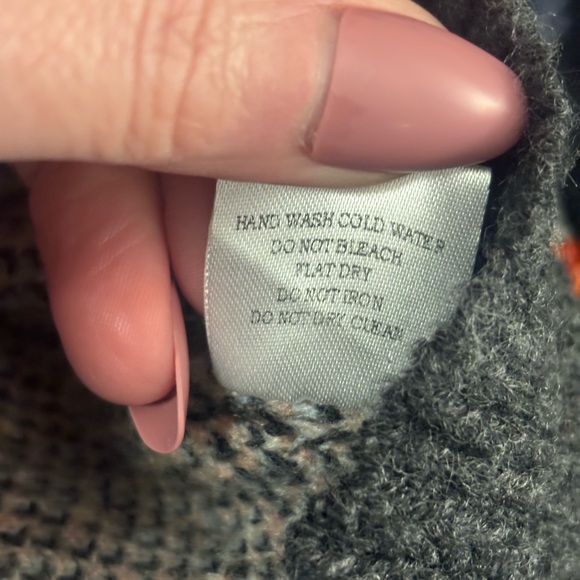 HAND WASH COLD WATER
DO NOT BLEACH
FLAT DRY
DO NOT IRON
DO NOT DRY CLEAN